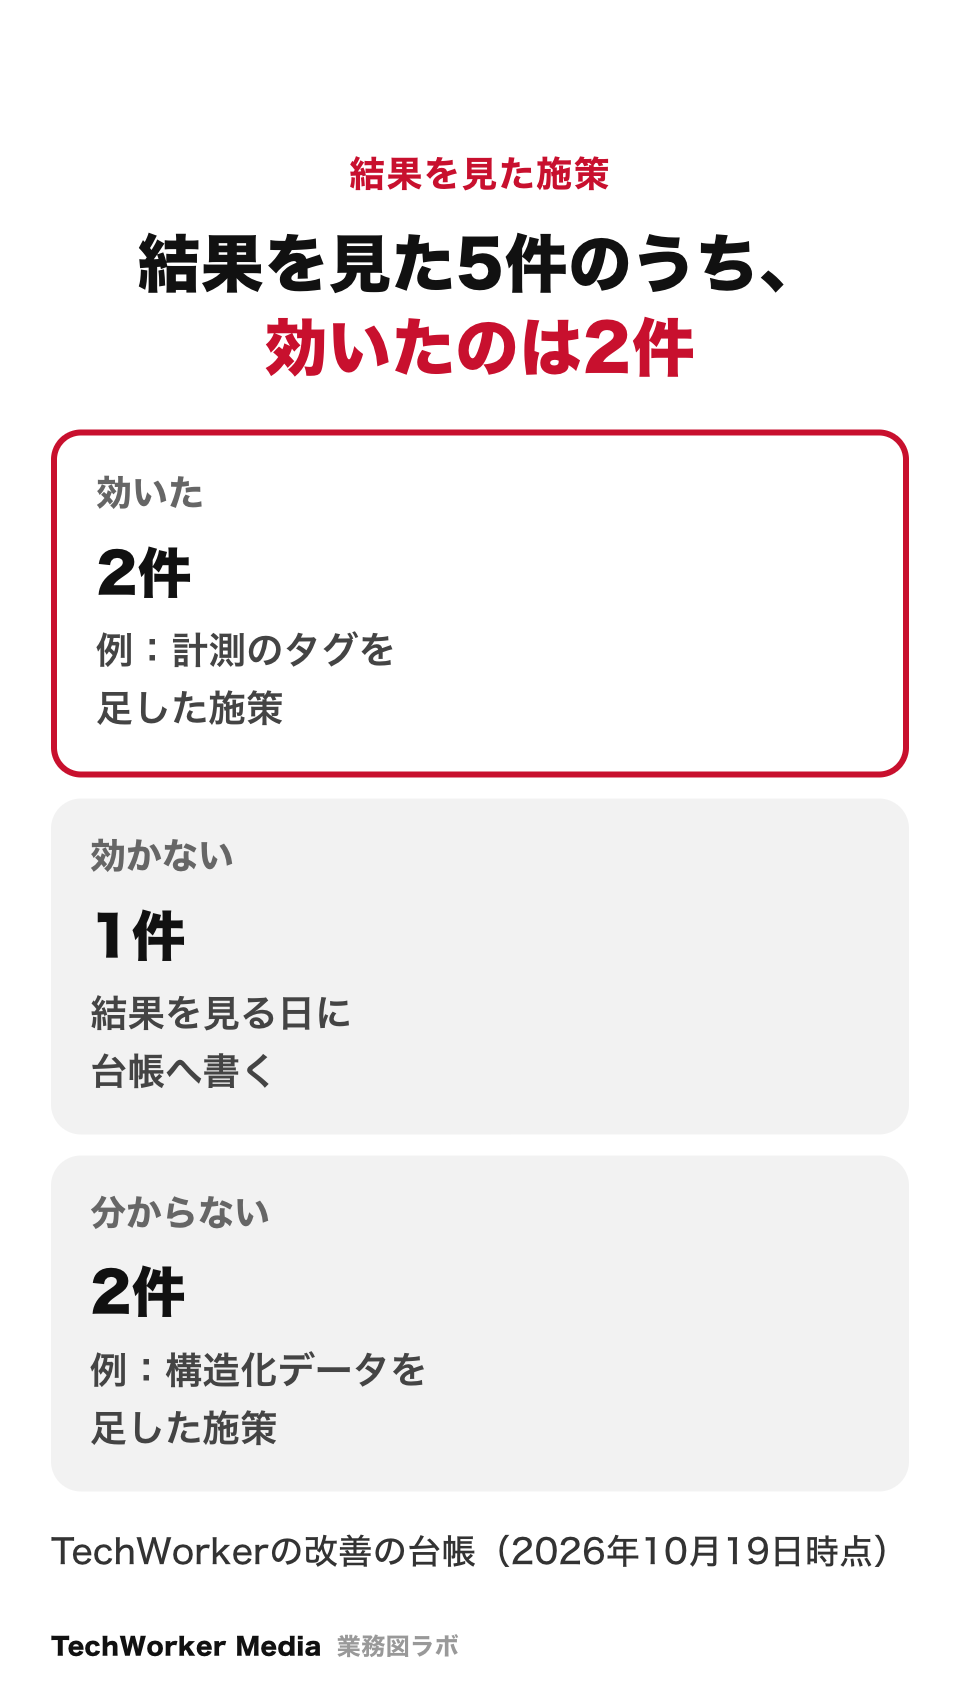 結果を見た施策
結果を見た5件のうち、
効いたのは2件
効いた
2件
例：計測のタグを
足した施策
効かない
1件
結果を見る日に
台帳へ書く
分からない
2件
例：構造化データを
足した施策
TechWorkerの改善の台帳（2026年10月19日時点）
TechWorker Media 業務図ラボ